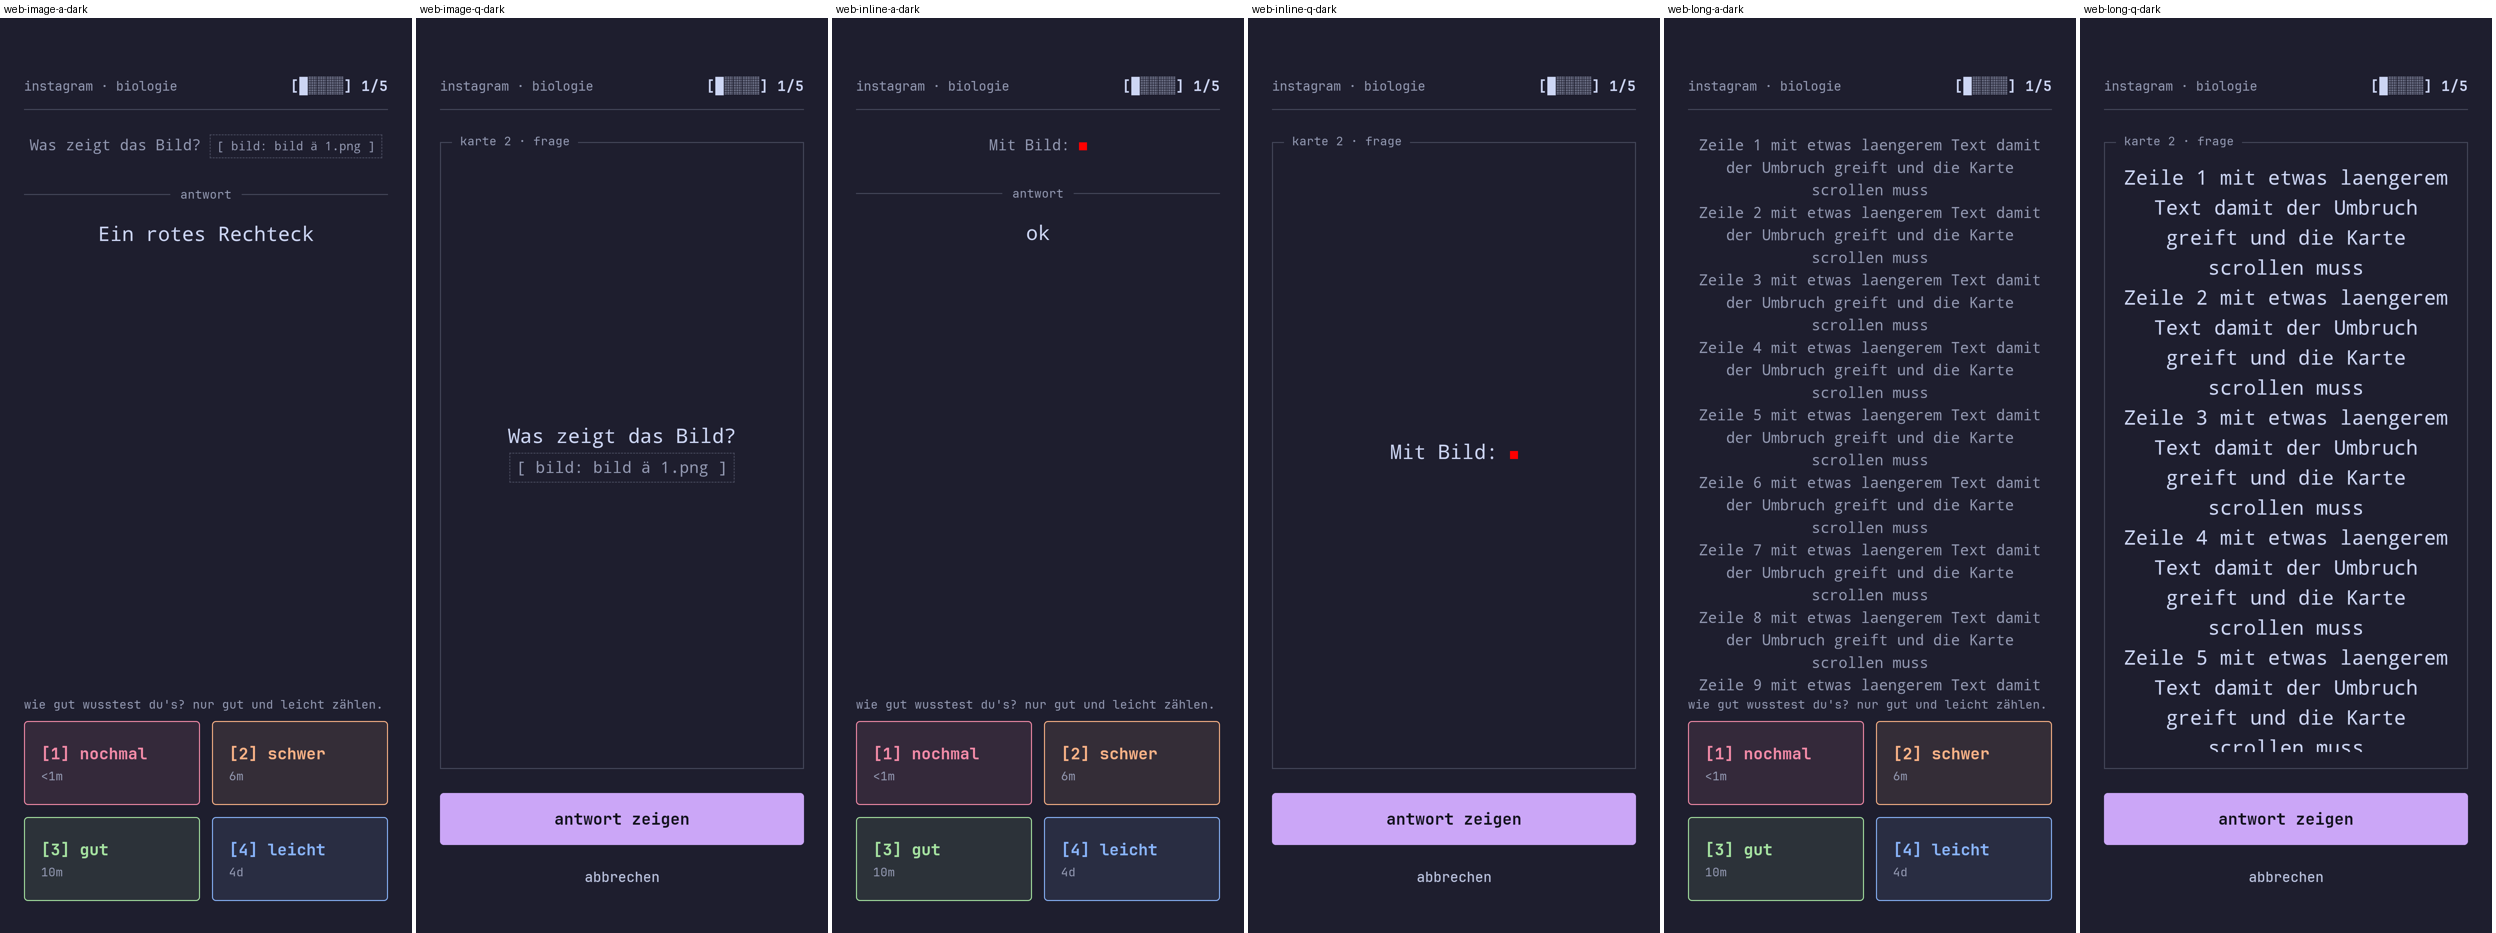 web-image-a-dark
instagram · biologie
[█▒▒▒▒] 1/5
Was zeigt das Bild? [ bild: bild ä 1.png ]
antwort
Ein rotes Rechteck
wie gut wusstest du's? nur gut und leicht zählen.
[1] nochmal
<1m
[2] schwer
6m
[3] gut
10m
[4] leicht
4d
web-image-q-dark
instagram · biologie
[█▒▒▒▒] 1/5
karte 2 · frage
Was zeigt das Bild?
[ bild: bild ä 1.png ]
antwort zeigen
abbrechen
web-inline-a-dark
instagram · biologie
[█▒▒▒▒] 1/5
Mit Bild:
antwort
ok
wie gut wusstest du's? nur gut und leicht zählen.
[1] nochmal
<1m
[2] schwer
6m
[3] gut
10m
[4] leicht
4d
web-inline-q-dark
instagram · biologie
[█▒▒▒▒] 1/5
karte 2 · frage
Mit Bild:
antwort zeigen
abbrechen
web-long-a-dark
instagram · biologie
[█▒▒▒▒] 1/5
Zeile 1 mit etwas laengerem Text damit
der Umbruch greift und die Karte
scrollen muss
Zeile 2 mit etwas laengerem Text damit
der Umbruch greift und die Karte
scrollen muss
Zeile 3 mit etwas laengerem Text damit
der Umbruch greift und die Karte
scrollen muss
Zeile 4 mit etwas laengerem Text damit
der Umbruch greift und die Karte
scrollen muss
Zeile 5 mit etwas laengerem Text damit
der Umbruch greift und die Karte
scrollen muss
Zeile 6 mit etwas laengerem Text damit
der Umbruch greift und die Karte
scrollen muss
Zeile 7 mit etwas laengerem Text damit
der Umbruch greift und die Karte
scrollen muss
Zeile 8 mit etwas laengerem Text damit
der Umbruch greift und die Karte
scrollen muss
Zeile 9 mit etwas laengerem Text damit
wie gut wusstest du's? nur gut und leicht zählen.
[1] nochmal
<1m
[2] schwer
6m
[3] gut
10m
[4] leicht
4d
web-long-q-dark
instagram · biologie
[█▒▒▒▒] 1/5
karte 2 · frage
Zeile 1 mit etwas laengerem
Text damit der Umbruch
greift und die Karte
scrollen muss
Zeile 2 mit etwas laengerem
Text damit der Umbruch
greift und die Karte
scrollen muss
Zeile 3 mit etwas laengerem
Text damit der Umbruch
greift und die Karte
scrollen muss
Zeile 4 mit etwas laengerem
Text damit der Umbruch
greift und die Karte
scrollen muss
Zeile 5 mit etwas laengerem
Text damit der Umbruch
greift und die Karte
scrollen muss
antwort zeigen
abbrechen